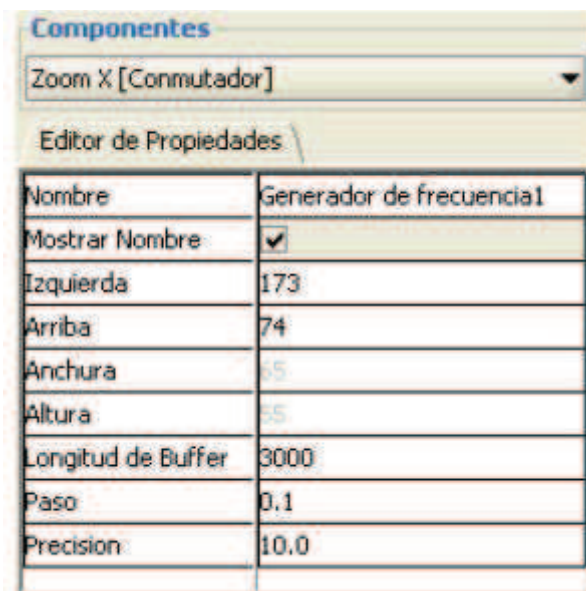 Componentes
Zoom X [Conmutador]
Editor de Propiedades
Nombre Generador de frecuencia1
Mostrar Nombre
Izquierda 173
Arriba 74
Anchura 65
Altura 55
Longitud de Buffer 3000
Paso 0.1
Precision 10.0